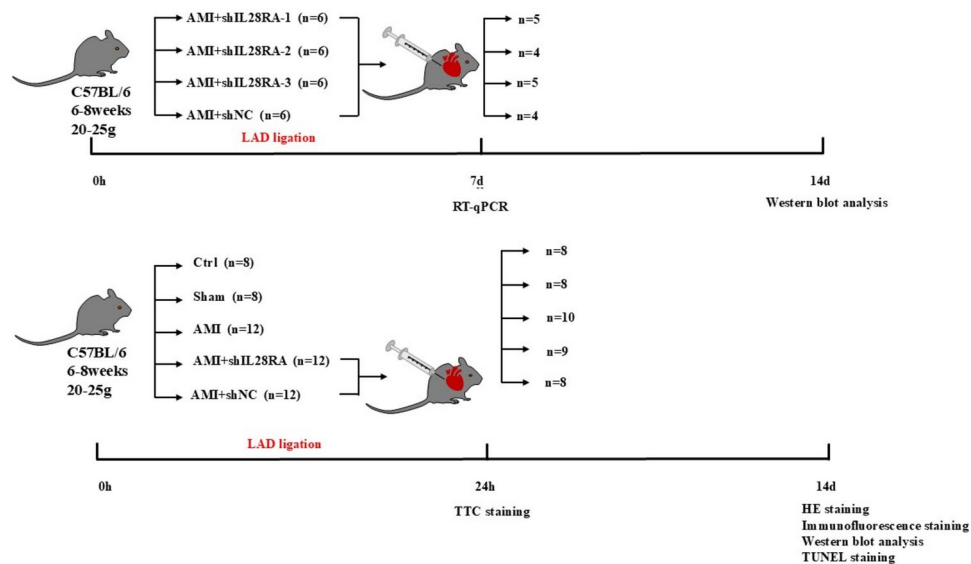 AMI+shIL28RA-1 (n=6)
AMI+shIL28RA-2 (n=6)
AMI+shIL28RA-3 (n=6)
AMI+shNC (n=6)
C57BL/6
6-8weeks
20-25g
n=5
n=4
n=5
n=4
LAD ligation
0h
7d
14d
RT-qPCR
Western blot analysis
Ctrl (n=8)
Sham (n=8)
AMI (n=12)
AMI+shIL28RA (n=12)
AMI+shNC (n=12)
C57BL/6
6-8weeks
20-25g
n=8
n=8
n=10
n=9
n=8
LAD ligation
0h
24h
14d
TTC staining
HE staining
Immunofluorescence staining
Western blot analysis
TUNEL staining